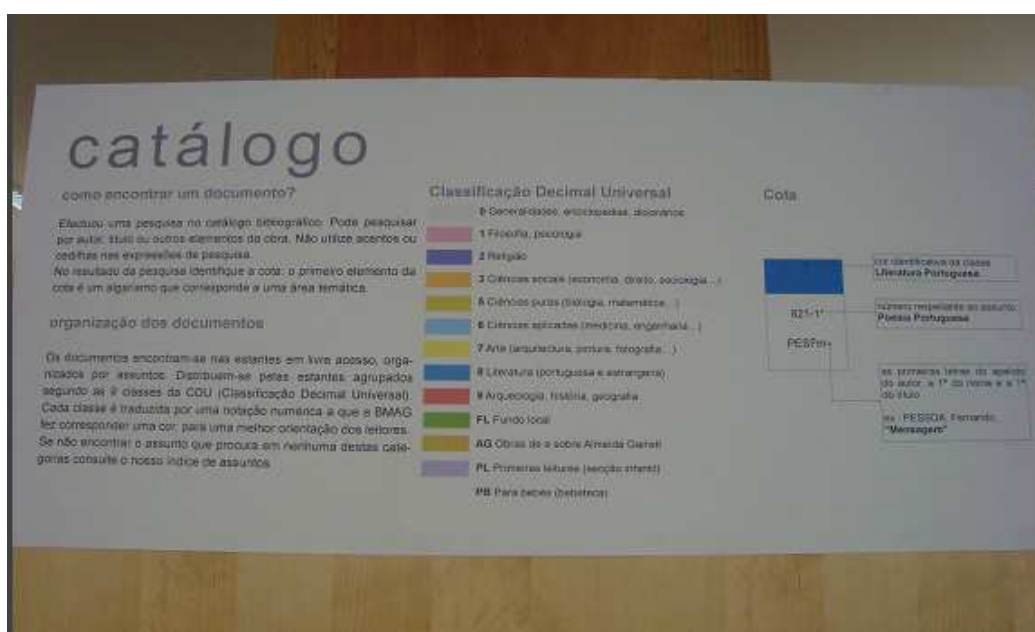 catálogo
como encontrar um documento?
Efectuou uma pesquisa no catálogo bibliográfico. Pode pesquisar
por autor, título ou outros elementos da obra. Não utilize acentos ou
cedilhas nas expressões de pesquisa.
No resultado da pesquisa identifique a cota: o primeiro elemento da
cota é um algarismo que corresponde a uma área temática.
organização dos documentos
Os documentos encontram-se nas estantes em livre acesso, orga-
nizados por assuntos. Distribuem-se pelas estantes agrupados
segundo as 9 classes da CDU (Classificação Decimal Universal).
Cada classe é traduzida por uma notação numérica a que a BMAG
fez corresponder uma cor, para uma melhor orientação dos leitores.
Se não encontrar o assunto que procura em nenhuma destas cate-
gorias consulte o nosso índice de assuntos
Classificação Decimal Universal
0 Generalidades, enciclopédias, dicionários
1 Filosofia, psicologia
2 Religião
3 Ciências sociais (economia, direito, sociologia...)
5 Ciências puras (biologia, matemática...)
6 Ciências aplicadas (medicina, engenharia...)
7 Arte (arquitectura, pintura, fotografia...)
8 Literatura (portuguesa e estrangeira)
9 Arqueologia, história, geografia
FL Fundo local
AG Obras de e sobre Almeida Garrett
PL Primeiras leituras (secção infantil)
PB Para bebés (bebéteca)
Cota
cor identificativa da classe
Literatura Portuguesa
821-1"
número respeitante ao assunto
Poesia Portuguesa
PESFm
as primeiras letras do apelido
do autor, a 1ª do nome e a 1ª
do título
ex: PESSOA, Fernando,
"Mensagem"